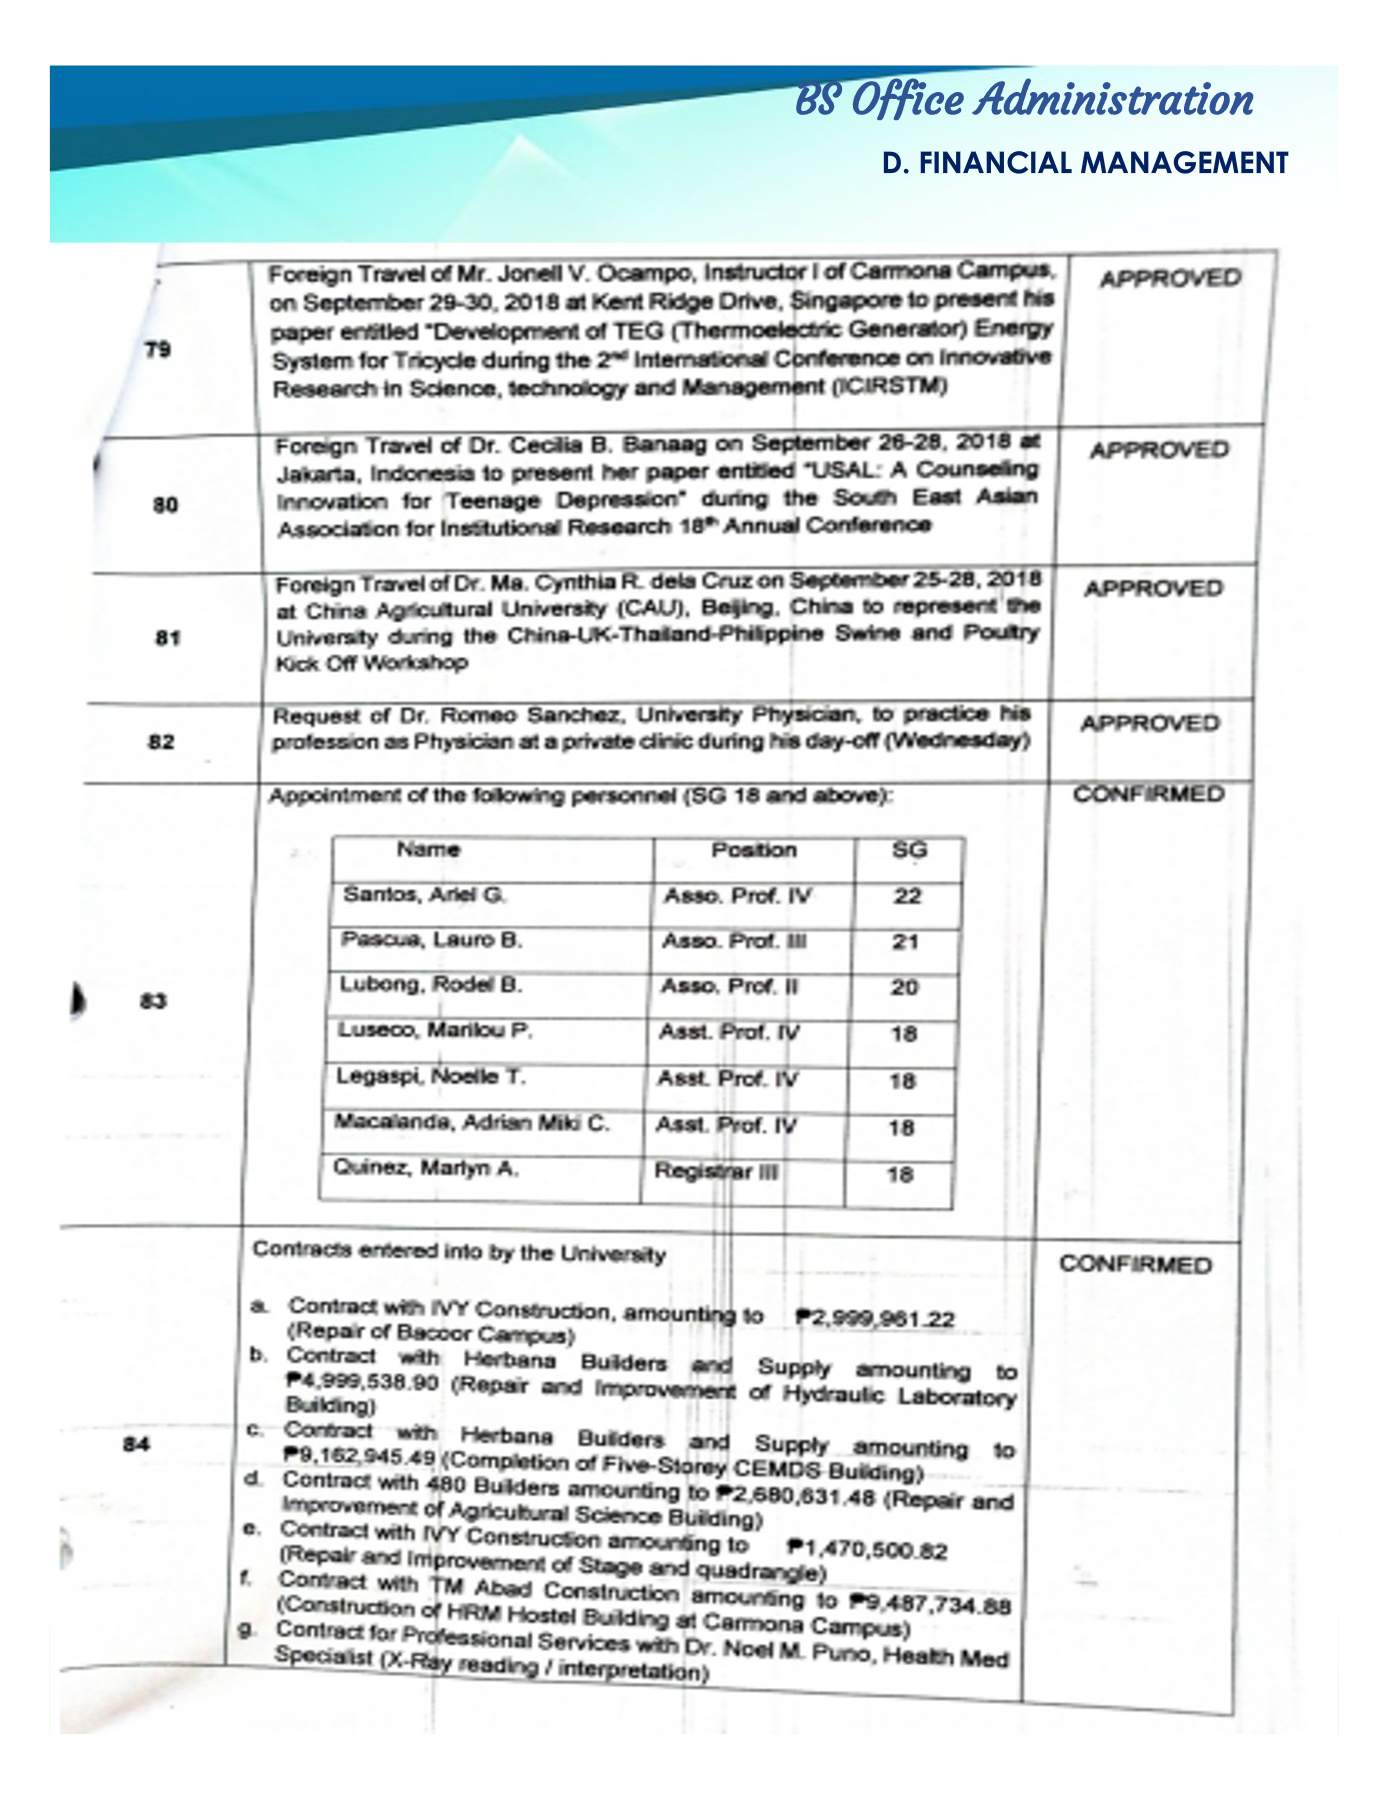 BS Office Administration
D. FINANCIAL MANAGEMENT
79
Foreign Travel of Mr. Jonell V. Ocampo, Instructor I of Carmona Campus,
on September 29-30, 2018 at Kent Ridge Drive, Singapore to present his
paper entitled "Development of TEG (Thermoelectric Generator) Energy
System for Tricycle during the 2nd International Conference on Innovative
Research in Science, technology and Management (ICIRSTM)
APPROVED
80
Foreign Travel of Dr. Cecilia B. Banaag on September 26-28, 2018 at
Jakarta, Indonesia to present her paper entitled "USAL: A Counseling
Innovation for Teenage Depression" during the South East Asian
Association for Institutional Research 18th Annual Conference
APPROVED
81
Foreign Travel of Dr. Ma. Cynthia R. dela Cruz on September 25-28, 2018
at China Agricultural University (CAU), Beijing, China to represent the
University during the China-UK-Thailand-Philippine Swine and Poultry
Kick Off Workshop
APPROVED
82
Request of Dr. Romeo Sanchez, University Physician, to practice his
profession as Physician at a private clinic during his day-off (Wednesday)
APPROVED
83
Appointment of the following personnel (SG 18 and above):
CONFIRMED
Name Position SG
Santos, Ariel G. Asso. Prof. IV 22
Pascua, Lauro B. Asso. Prof. III 21
Lubong, Rodel B. Asso. Prof. II 20
Luseco, Marilou P. Asst. Prof. IV 18
Legaspi, Noelle T. Asst. Prof. IV 18
Macalanda, Adrian Miki C. Asst. Prof. IV 18
Quinez, Marlyn A. Registrar III 18
84
Contracts entered into by the University
CONFIRMED
a. Contract with IVY Construction, amounting to ₱2,999,961.22
(Repair of Bacoor Campus)
b. Contract with Herbana Builders and Supply amounting to
₱4,999,538.90 (Repair and Improvement of Hydraulic Laboratory
Building)
c. Contract with Herbana Builders and Supply amounting to
₱9,162,945.49 (Completion of Five-Storey CEMDS Building)
d. Contract with 480 Builders amounting to ₱2,680,631.48 (Repair and
Improvement of Agricultural Science Building)
e. Contract with IVY Construction amounting to ₱1,470,500.82
(Repair and Improvement of Stage and quadrangle)
f. Contract with TM Abad Construction amounting to ₱9,487,734.88
(Construction of HRM Hostel Building at Carmona Campus)
g. Contract for Professional Services with Dr. Noel M. Puno, Health Med
Specialist (X-Ray reading / interpretation)